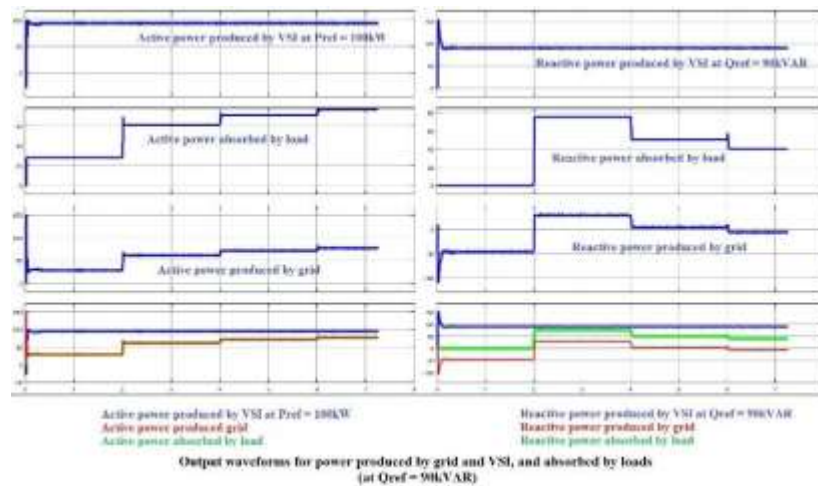 Active power produced by VSI at Pref = 100kW
Reactive power produced by VSI at Qref = 90kVAR
Active power absorbed by load
Reactive power absorbed by load
Active power produced by grid
Reactive power produced by grid
Active power produced by VSI at Pref = 100kW
Active power produced grid
Active power absorbed by load
Reactive power produced by VSI at Qref = 90kVAR
Reactive power produced by grid
Reactive power absorbed by load
Output waveforms for power produced by grid and VSI, and absorbed by loads
(at Qref = 90kVAR)